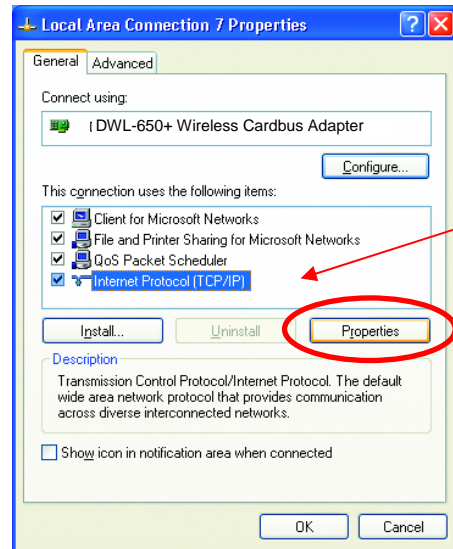 Local Area Connection 7 Properties
General Advanced
Connect using:
DWL-650+ Wireless Cardbus Adapter
Configure...
This connection uses the following items:
Client for Microsoft Networks
File and Printer Sharing for Microsoft Networks
QoS Packet Scheduler
Internet Protocol (TCP/IP)
Install... Uninstall Properties
Description
Transmission Control Protocol/Internet Protocol. The default
wide area network protocol that provides communication
across diverse interconnected networks.
Show icon in notification area when connected
OK Cancel